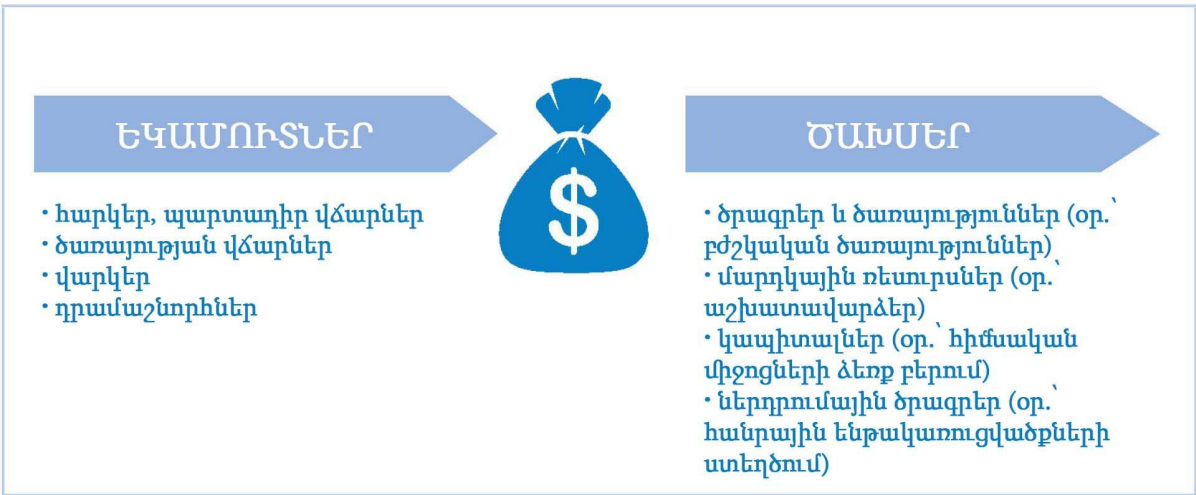 ԵԿԱՄՈՒՏՆԵՐ
• հարկեր, պարտադիր վճարներ
• ծառայության վճարներ
• վարկեր
• դրամաշնորհներ
$
ԾԱԽՍԵՐ
• ծրագրեր և ծառայություններ (օր.՝
բժշկական ծառայություններ)
• մարդկային ռեսուրսներ (օր.՝
աշխատավարձեր)
• կապիտալներ (օր.՝ հիմնական
միջոցների ձեռք բերում)
• ներդրումային ծրագրեր (օր.՝
հանրային ենթակառուցվածքների
ստեղծում)